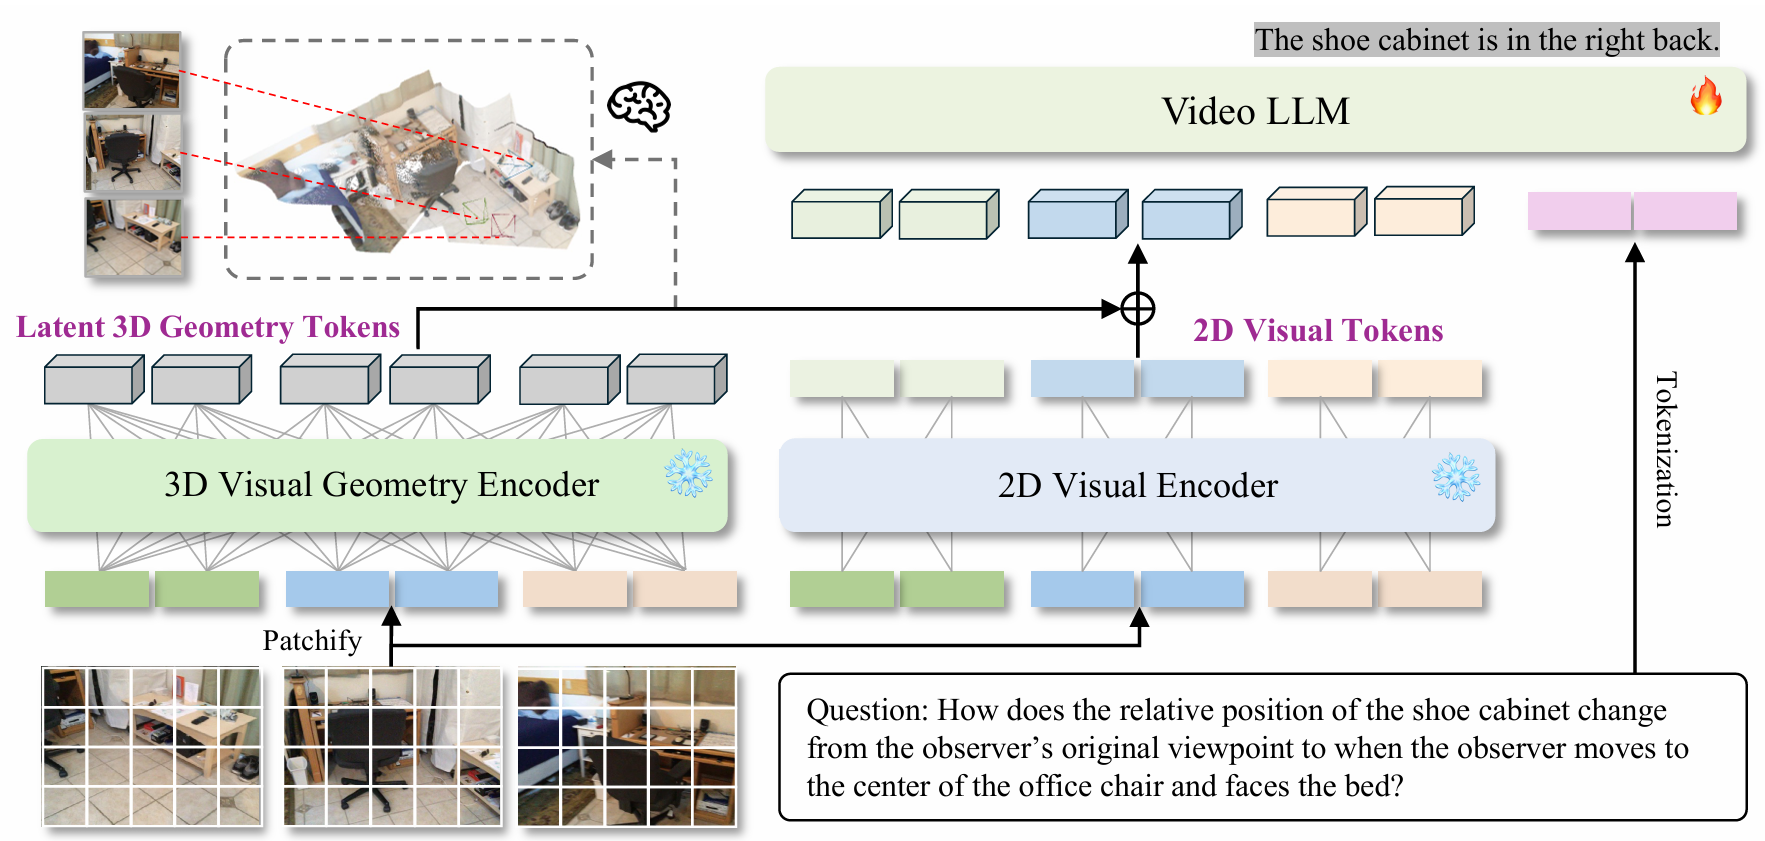 The shoe cabinet is in the right back.
Video LLM
Latent 3D Geometry Tokens
2D Visual Tokens
Tokenization
3D Visual Geometry Encoder
2D Visual Encoder
Patchify
Question: How does the relative position of the shoe cabinet change
from the observer’s original viewpoint to when the observer moves to
the center of the office chair and faces the bed?